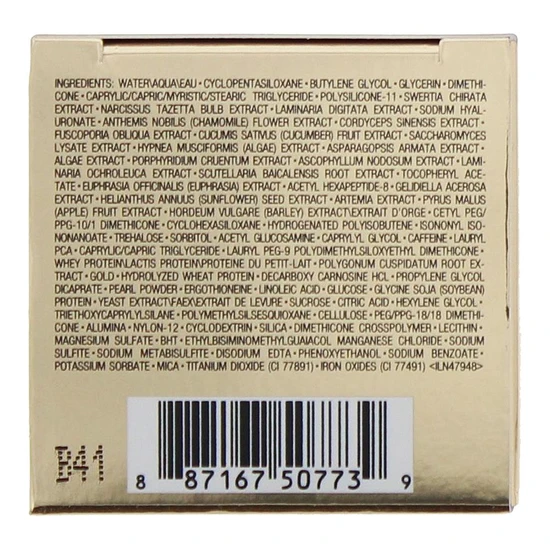 INGREDIENTS: WATER\AQUA\EAU • CYCLOPENTASILOXANE • BUTYLENE GLYCOL • GLYCERIN • DIMETHI-
CONE • CAPRYLIC/CAPRIC/MYRISTIC/STEARIC TRIGLYCERIDE • POLYSILICONE-11 • SWERTIA CHIRATA
EXTRACT • NARCISSUS TAZETTA BULB EXTRACT • LAMINARIA DIGITATA EXTRACT • SODIUM HYAL-
URONATE • ANTHEMIS NOBILIS (CHAMOMILE) FLOWER EXTRACT • CORDYCEPS SINENSIS EXTRACT •
FUSCOPORIA OBLIQUA EXTRACT • CUCUMIS SATIVUS (CUCUMBER) FRUIT EXTRACT • SACCHAROMYCES
LYSATE EXTRACT • HYPNEA MUSCIFORMIS (ALGAE) EXTRACT • ASPARAGOPSIS ARMATA EXTRACT •
ALGAE EXTRACT • PORPHYRIDIUM CRUENTUM EXTRACT • ASCOPHYLLUM NODOSUM EXTRACT • LAMI-
NARIA OCHROLEUCA EXTRACT • SCUTELLARIA BAICALENSIS ROOT EXTRACT • TOCOPHERYL ACE-
TATE • EUPHRASIA OFFICINALIS (EUPHRASIA) EXTRACT • ACETYL HEXAPEPTIDE-8 • GELIDIELLA ACEROSA
EXTRACT • HELIANTHUS ANNUUS (SUNFLOWER) SEED EXTRACT • ARTEMIA EXTRACT • PYRUS MALUS
(APPLE) FRUIT EXTRACT • HORDEUM VULGARE (BARLEY) EXTRACT\EXTRAIT D'ORGE • CETYL PEG/
PPG-10/1 DIMETHICONE • CYCLOHEXASILOXANE • HYDROGENATED POLYISOBUTENE • ISONONYL ISO-
NONANOATE • TREHALOSE • SORBITOL • ACETYL GLUCOSAMINE • CAPRYLYL GLYCOL • CAFFEINE • LAURYL
PCA • CAPRYLIC/CAPRIC TRIGLYCERIDE • LAURYL PEG-9 POLYDIMETHYLSILOXYETHYL DIMETHICONE •
WHEY PROTEIN\LACTIS PROTEIN\PROTÉINE DU PETIT-LAIT • POLYGONUM CUSPIDATUM ROOT EX-
TRACT • GOLD • HYDROLYZED WHEAT PROTEIN • DECARBOXY CARNOSINE HCL • PROPYLENE GLYCOL
DICAPRATE • PEARL POWDER • ERGOTHIONEINE • LINOLEIC ACID • GLUCOSE • GLYCINE SOJA (SOYBEAN)
PROTEIN • YEAST EXTRACT\FAEX\EXTRAIT DE LEVURE • SUCROSE • CITRIC ACID • HEXYLENE GLYCOL •
TRIETHOXYCAPRYLYLSILANE • POLYMETHYLSILSESQUIOXANE • CELLULOSE • PEG/PPG-18/18 DIMETHI-
CONE • ALUMINA • NYLON-12 • CYCLODEXTRIN • SILICA • DIMETHICONE CROSSPOLYMER • LECITHIN •
MAGNESIUM SULFATE • BHT • ETHYLBISIMINOMETHYLGUAIACOL MANGANESE CHLORIDE • SODIUM
SULFITE • SODIUM METABISULFITE • DISODIUM EDTA • PHENOXYETHANOL • SODIUM BENZOATE •
POTASSIUM SORBATE • MICA • TITANIUM DIOXIDE (CI 77891) • IRON OXIDES (CI 77491) <ILN47948>
B41
8 87167 50773 9